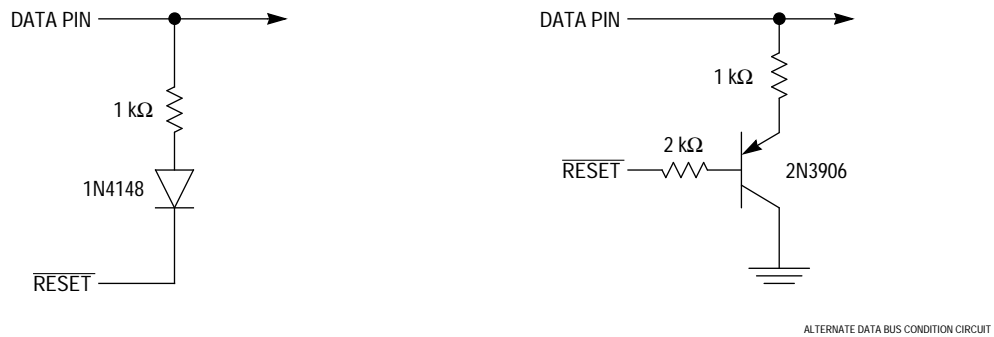 DATA PIN
1 kΩ
1N4148
RESET
DATA PIN
1 kΩ
2 kΩ
RESET
2N3906
ALTERNATE DATA BUS CONDITION CIRCUIT